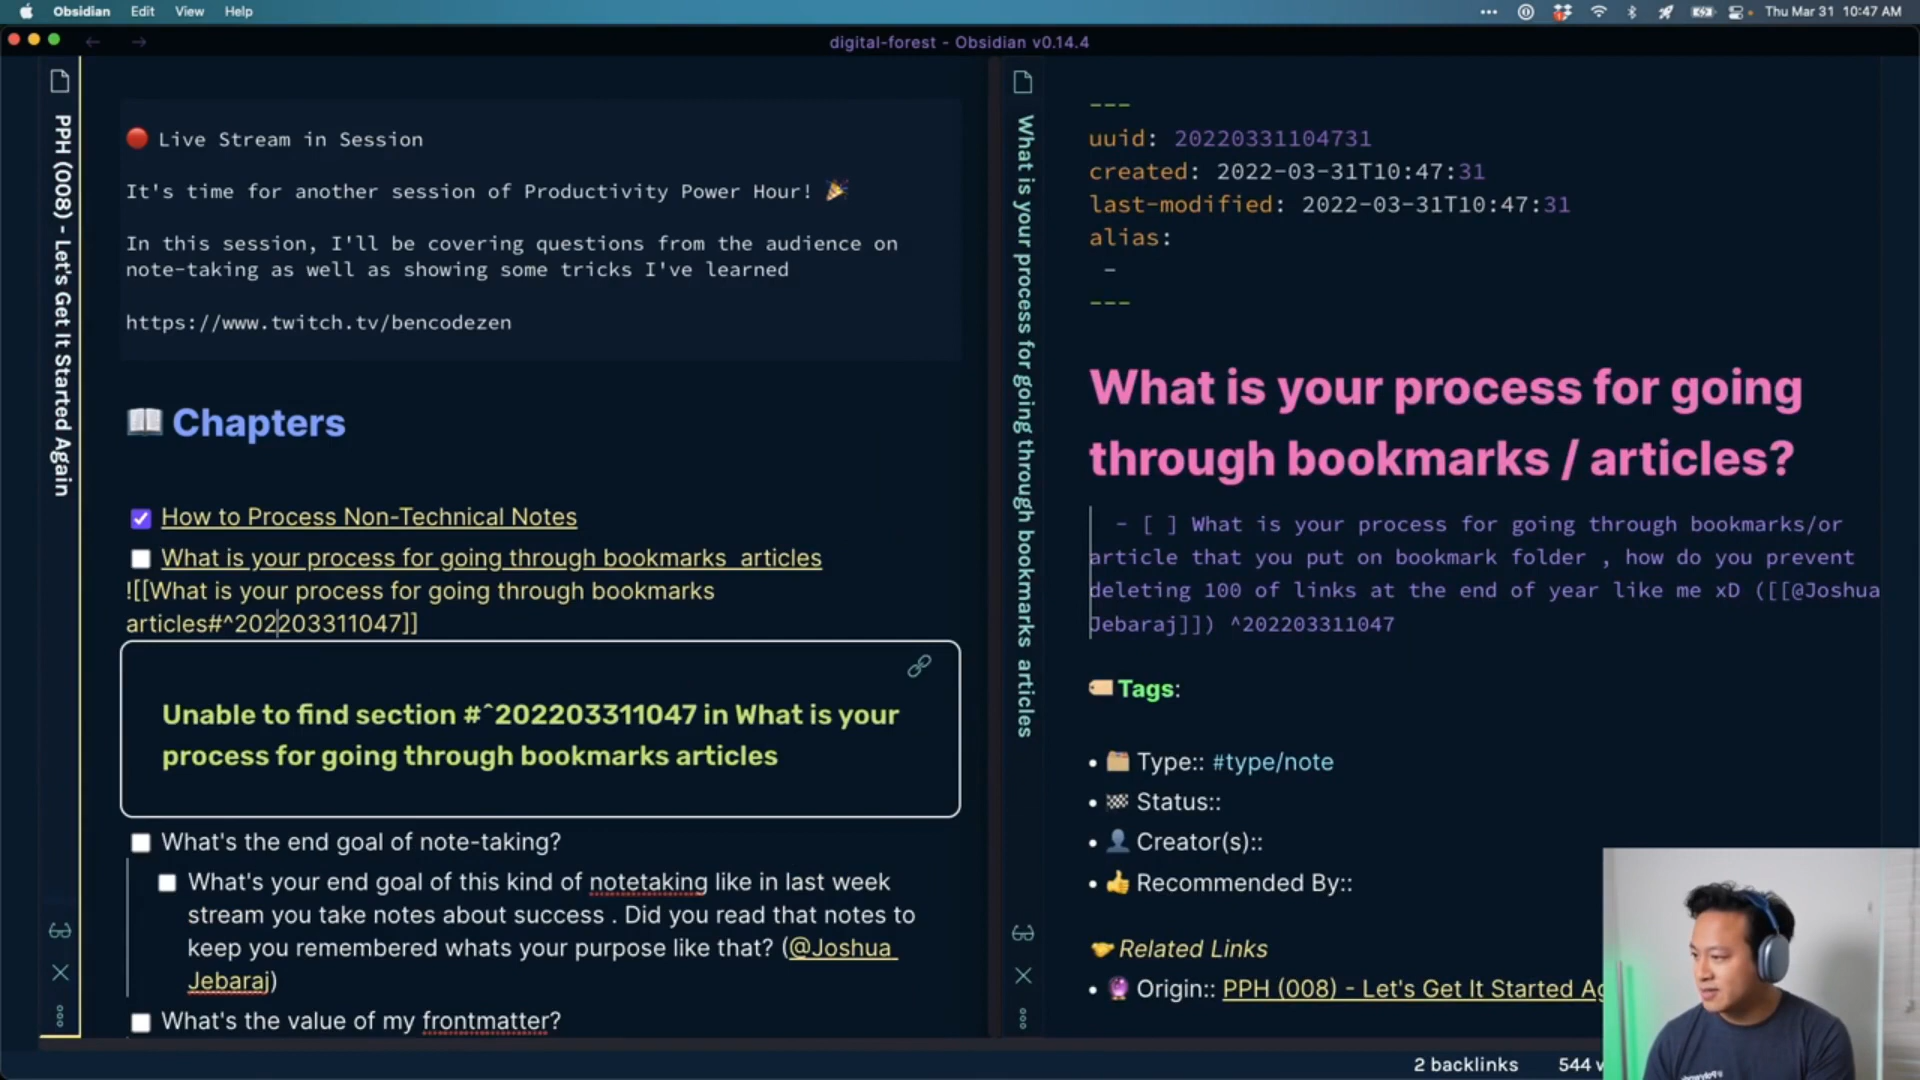 Obsidian Edit View Help
Thu Mar 31 10:47 AM
digital-forest - Obsidian v0.14.4
PPH (008) - Let's Get It Started Again
🔴 Live Stream in Session
It's time for another session of Productivity Power Hour! 🎉
In this session, I'll be covering questions from the audience on
note-taking as well as showing some tricks I've learned
https://www.twitch.tv/bencodezen
📖 Chapters
How to Process Non-Technical Notes
What is your process for going through bookmarks  articles
![[What is your process for going through bookmarks
articles#^202203311047]]
Unable to find section #^202203311047 in What is your
process for going through bookmarks articles
What's the end goal of note-taking?
What's your end goal of this kind of notetaking like in last week
stream you take notes about success . Did you read that notes to
keep you remembered whats your purpose like that? (@Joshua
Jebaraj)
What's the value of my frontmatter?
What is your process for going through bookmarks  articles
---
uuid: 20220331104731
created: 2022-03-31T10:47:31
last-modified: 2022-03-31T10:47:31
alias:
-
---
What is your process for going
through bookmarks / articles?
- [ ] What is your process for going through bookmarks/or
article that you put on bookmark folder , how do you prevent
deleting 100 of links at the end of year like me xD ([[@Joshua
Jebaraj]]) ^202203311047
🏷️ Tags:
• 🗂️ Type:: #type/note
• 🏁 Status::
• 👤 Creator(s)::
• 👍 Recommended By::
🤝 Related Links
• 🔮 Origin:: PPH (008) - Let's Get It Started Ag
2 backlinks 544 w